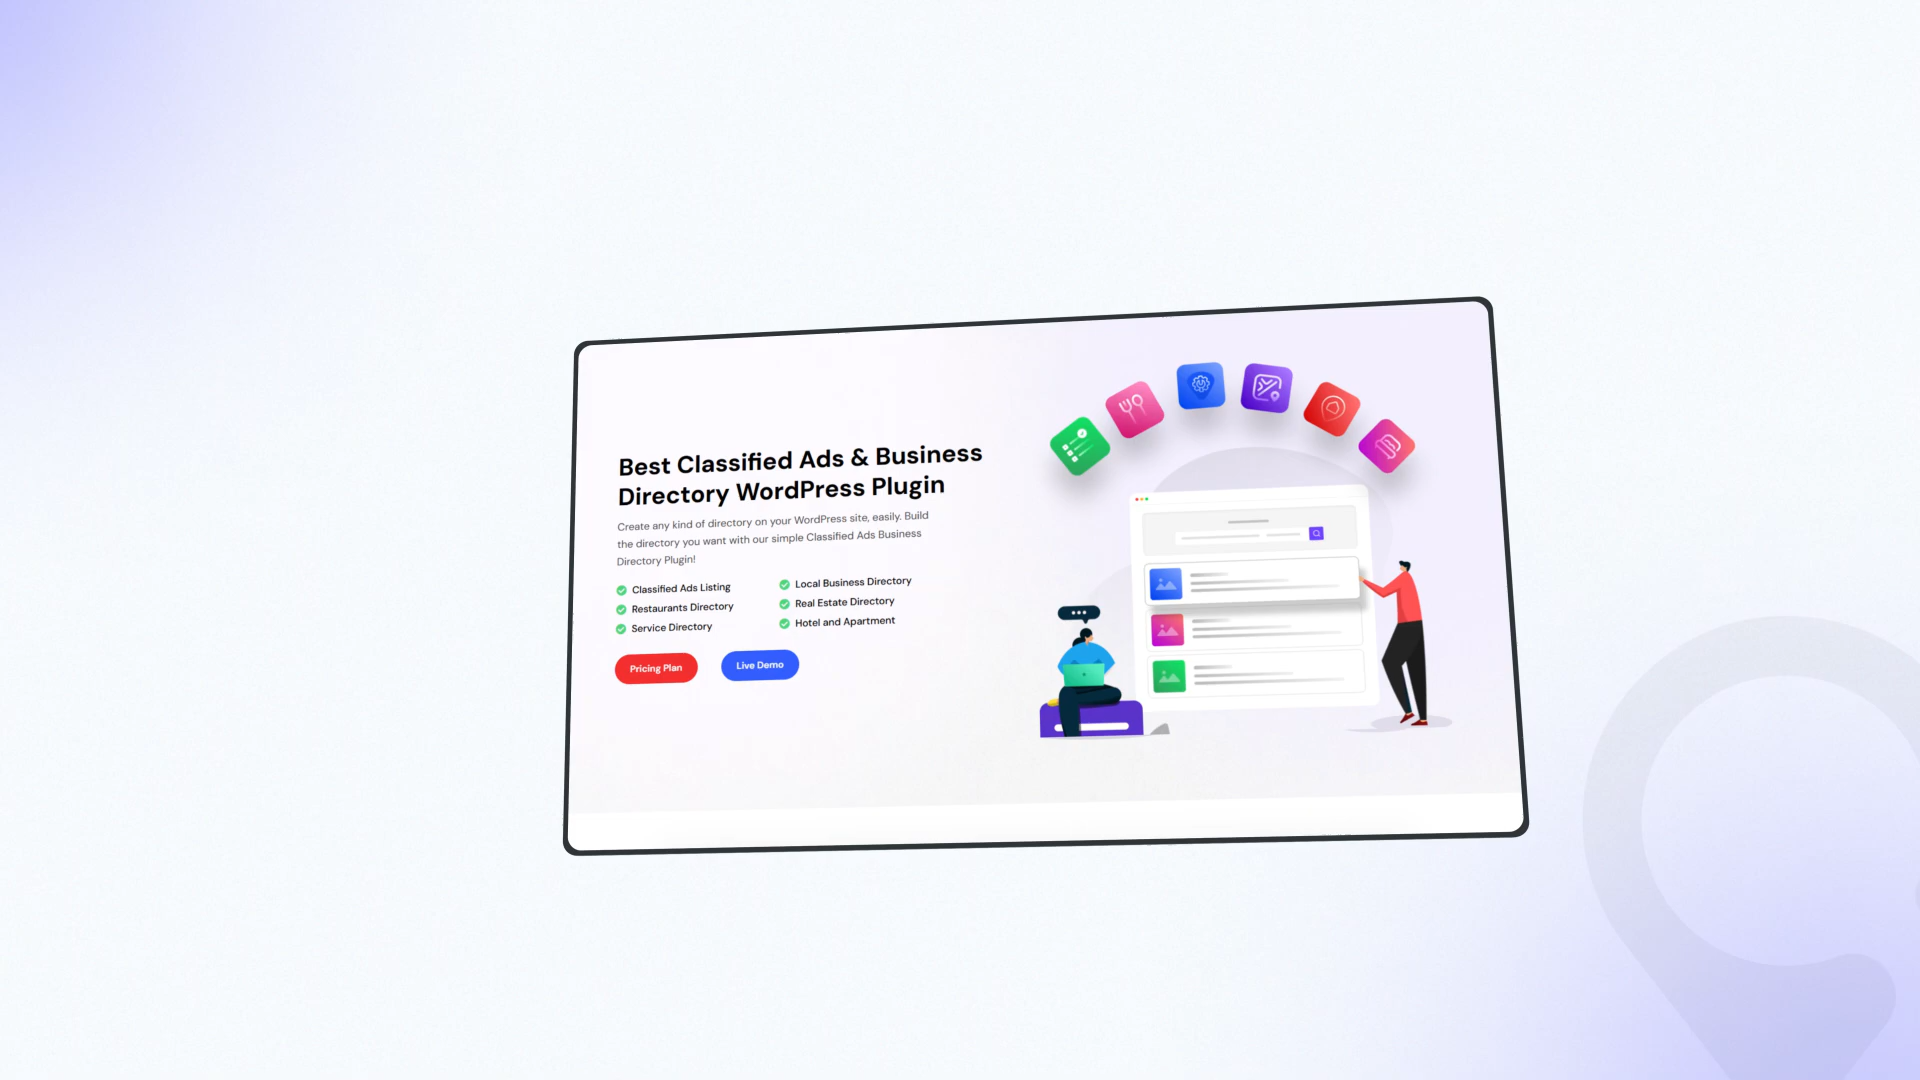 Best Classified Ads & Business
Directory WordPress Plugin
Create any kind of directory on your WordPress site, easily. Build
the directory you want with our simple Classified Ads Business
Directory Plugin!
Classified Ads Listing
Restaurants Directory
Service Directory
Local Business Directory
Real Estate Directory
Hotel and Apartment
Pricing Plan
Live Demo